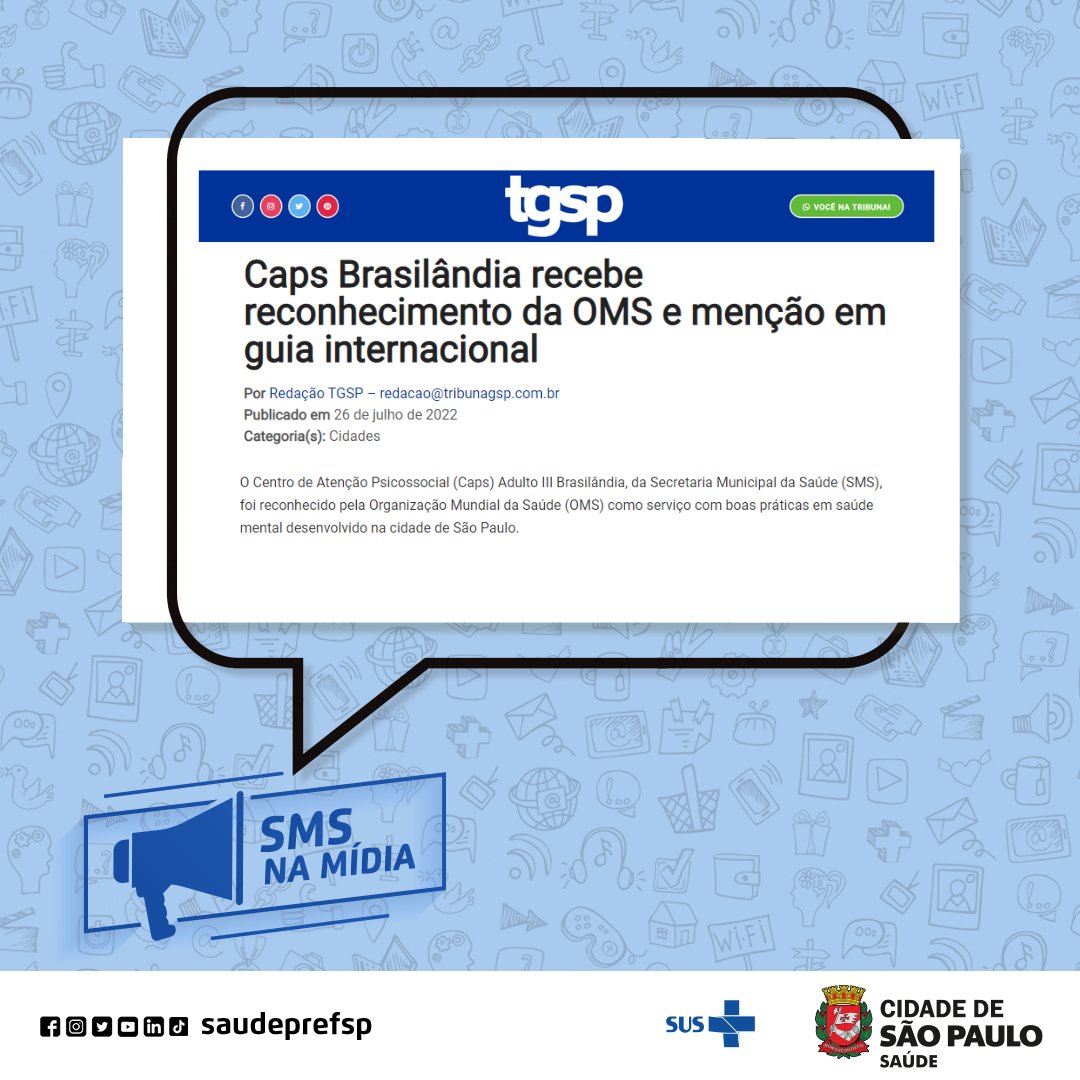 WI-FI
tgsp
VOCÊ NA TRIBUNA!
Caps Brasilândia recebe
reconhecimento da OMS e menção em
guia internacional
Por Redação TGSP – redacao@tribunagsp.com.br
Publicado em 26 de julho de 2022
Categoria(s): Cidades
O Centro de Atenção Psicossocial (Caps) Adulto III Brasilândia, da Secretaria Municipal da Saúde (SMS),
foi reconhecido pela Organização Mundial da Saúde (OMS) como serviço com boas práticas em saúde
mental desenvolvido na cidade de São Paulo.
SMS
NA MÍDIA
WI-FI
saudeprefsp
SUS
CIDADE DE
SÃO PAULO
SAÚDE